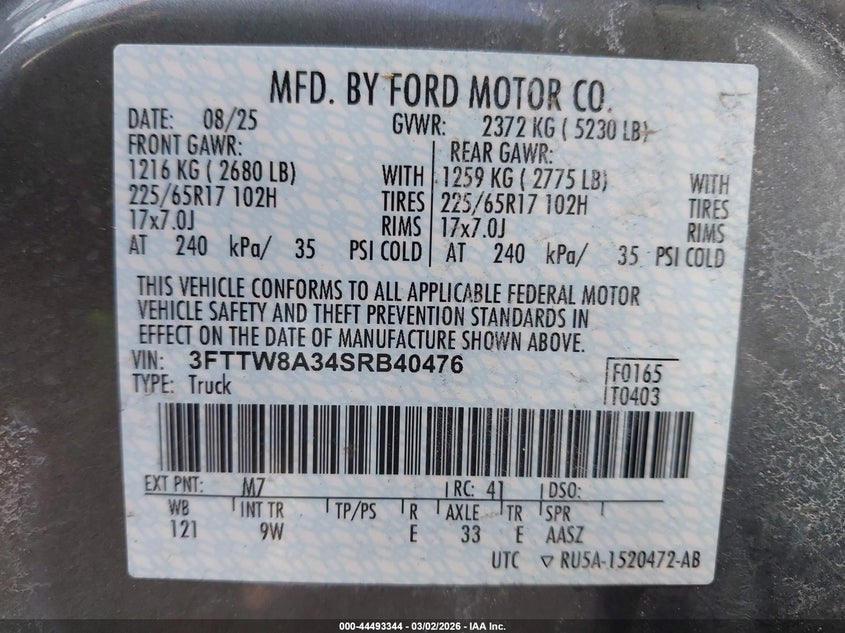 MFD. BY FORD MOTOR CO.
DATE: 08/25 GVWR: 2372 KG ( 5230 LB)
FRONT GAWR: REAR GAWR:
1216 KG ( 2680 LB) WITH 1259 KG ( 2775 LB) WITH
225/65R17 102H TIRES 225/65R17 102H TIRES
17x7.0J RIMS 17x7.0J RIMS
AT 240 kPa/ 35 PSI COLD AT 240 kPa/ 35 PSI COLD
THIS VEHICLE CONFORMS TO ALL APPLICABLE FEDERAL MOTOR
VEHICLE SAFETY AND THEFT PREVENTION STANDARDS IN
EFFECT ON THE DATE OF MANUFACTURE SHOWN ABOVE.
VIN: 3FTTW8A34SRB40476 F0165
TYPE: Truck T0403
EXT PNT: M7 RC: 41 DSO:
WB INT TR TP/PS R AXLE TR SPR
121 9W E 33 E AASZ
UTC ▽ RU5A-1520472-AB
000-44493344 | 03/02/2026 - IAA Inc.